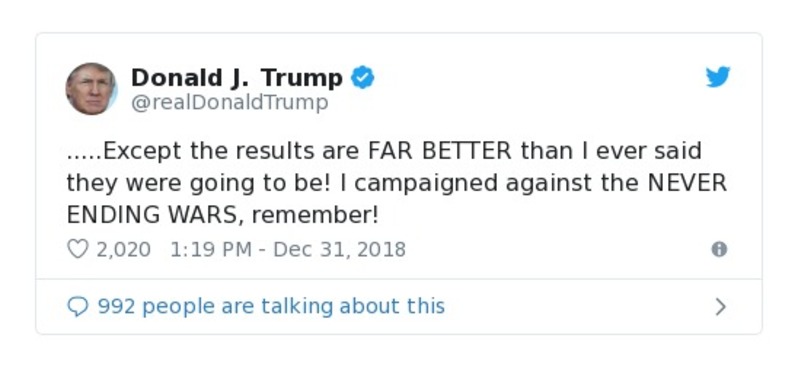 Donald J. Trump
@realDonaldTrump
.....Except the results are FAR BETTER than I ever said
they were going to be! I campaigned against the NEVER
ENDING WARS, remember!
2,020 1:19 PM - Dec 31, 2018
992 people are talking about this